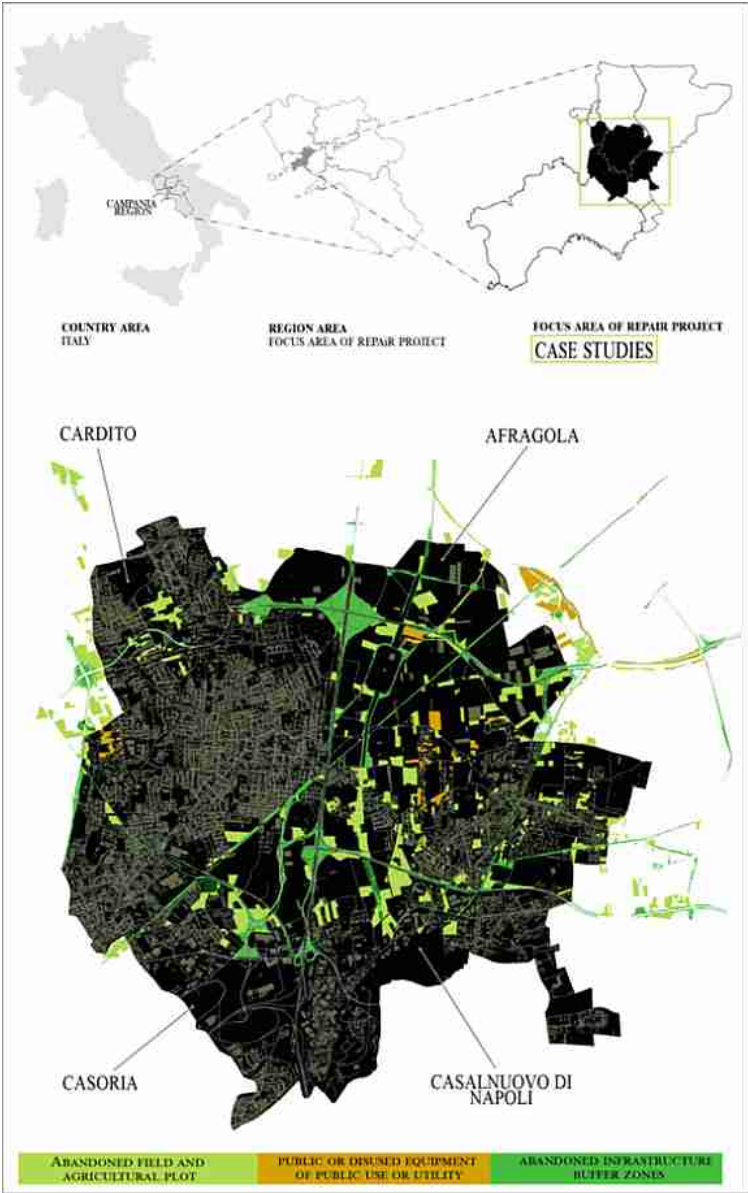 CAMPANIA
REGION
COUNTRY AREA
ITALY
REGION AREA
FOCUS AREA OF REPAiR PROJECT
FOCUS AREA OF REPAiR PROJECT
CASE STUDIES
CARDITO
AFRAGOLA
CASORIA
CASALNUOVO DI
NAPOLI
ABANDONED FIELD AND
AGRICULTURAL PLOT
PUBLIC OR DISUSED EQUIPMENT
OF PUBLIC USE OR UTILITY
ABANDONED INFRASTRUCTURE
BUFFER ZONES